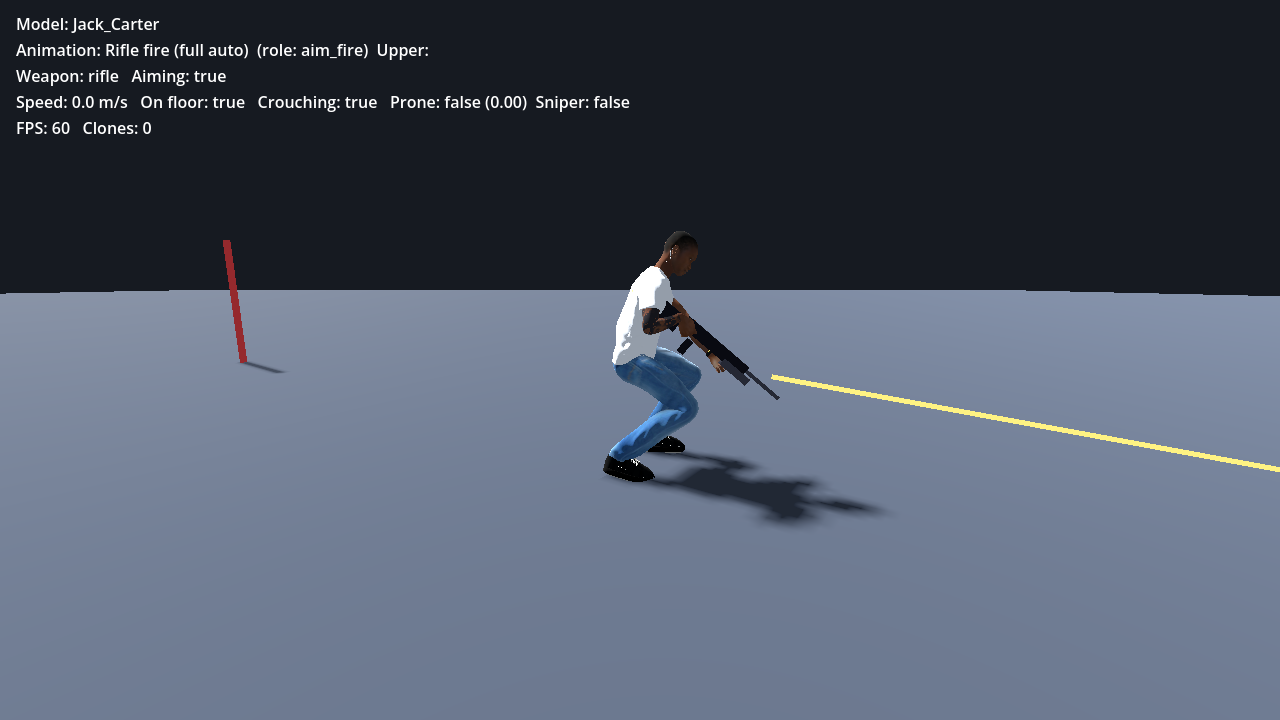 Model: Jack_Carter
Animation: Rifle fire (full auto)  (role: aim_fire)  Upper:
Weapon: rifle   Aiming: true
Speed: 0.0 m/s   On floor: true   Crouching: true   Prone: false (0.00)  Sniper: false
FPS: 60   Clones: 0